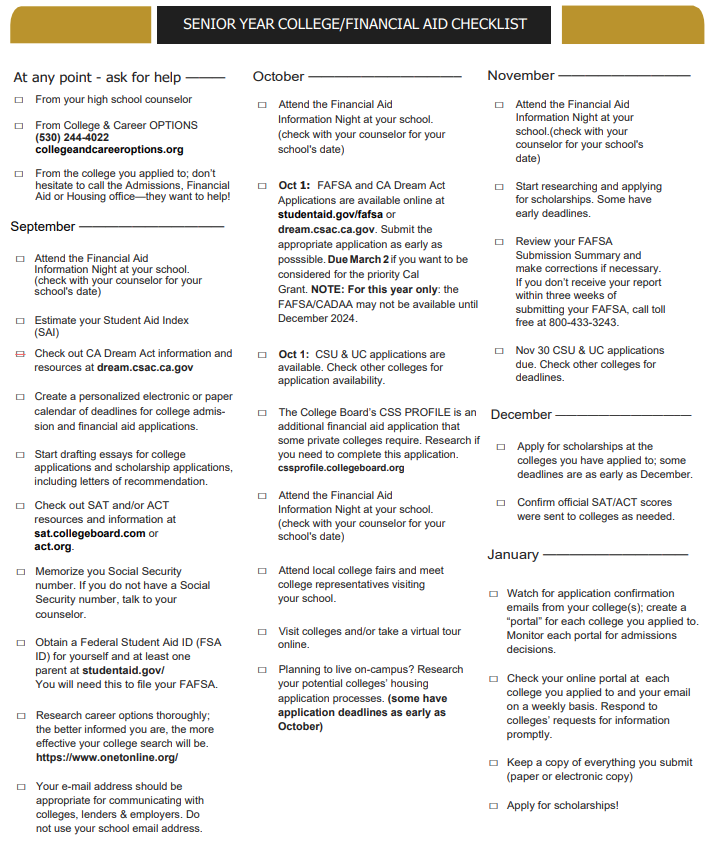 SENIOR YEAR COLLEGE/FINANCIAL AID CHECKLIST
At any point - ask for help
From your high school counselor
From College & Career OPTIONS
(530) 244-4022
collegeandcareeroptions.org
From the college you applied to; don't
hesitate to call the Admissions, Financial
Aid or Housing office—they want to help!
September
Attend the Financial Aid
Information Night at your school.
(check with your counselor for your
school's date)
Estimate your Student Aid Index
(SAI)
Check out CA Dream Act information and
resources at dream.csac.ca.gov
Create a personalized electronic or paper
calendar of deadlines for college admis-
sion and financial aid applications.
Start drafting essays for college
applications and scholarship applications,
including letters of recommendation.
Check out SAT and/or ACT
resources and information at
sat.collegeboard.com or
act.org.
Memorize you Social Security
number. If you do not have a Social
Security number, talk to your
counselor.
Obtain a Federal Student Aid ID (FSA
ID) for yourself and at least one
parent at studentaid.gov/
You will need this to file your FAFSA.
Research career options thoroughly;
the better informed you are, the more
effective your college search will be.
https://www.onetonline.org/
Your e-mail address should be
appropriate for communicating with
colleges, lenders & employers. Do
not use your school email address.
October
Attend the Financial Aid
Information Night at your school.
(check with your counselor for your
school's date)
Oct 1: FAFSA and CA Dream Act
Applications are available online at
studentaid.gov/fafsa or
dream.csac.ca.gov. Submit the
appropriate application as early as
posssible. Due March 2 if you want to be
considered for the priority Cal
Grant. NOTE: For this year only: the
FAFSA/CADAA may not be available until
December 2024.
Oct 1: CSU & UC applications are
available. Check other colleges for
application availability.
The College Board's CSS PROFILE is an
additional financial aid application that
some private colleges require. Research if
you need to complete this application.
cssprofile.collegeboard.org
Attend the Financial Aid
Information Night at your school.
(check with your counselor for your
school's date)
Attend local college fairs and meet
college representatives visiting
your school.
Visit colleges and/or take a virtual tour
online.
Planning to live on-campus? Research
your potential colleges' housing
application processes. (some have
application deadlines as early as
October)
November
Attend the Financial Aid
Information Night at your
school.(check with your
counselor for your school's
date)
Start researching and applying
for scholarships. Some have
early deadlines.
Review your FAFSA
Submission Summary and
make corrections if necessary.
If you don't receive your report
within three weeks of
submitting your FAFSA, call toll
free at 800-433-3243.
Nov 30 CSU & UC applications
due. Check other colleges for
deadlines.
December
Apply for scholarships at the
colleges you have applied to; some
deadlines are as early as December.
Confirm official SAT/ACT scores
were sent to colleges as needed.
January
Watch for application confirmation
emails from your college(s); create a
"portal" for each college you applied to.
Monitor each portal for admissions
decisions.
Check your online portal at each
college you applied to and your email
on a weekly basis. Respond to
colleges' requests for information
promptly.
Keep a copy of everything you submit
(paper or electronic copy)
Apply for scholarships!